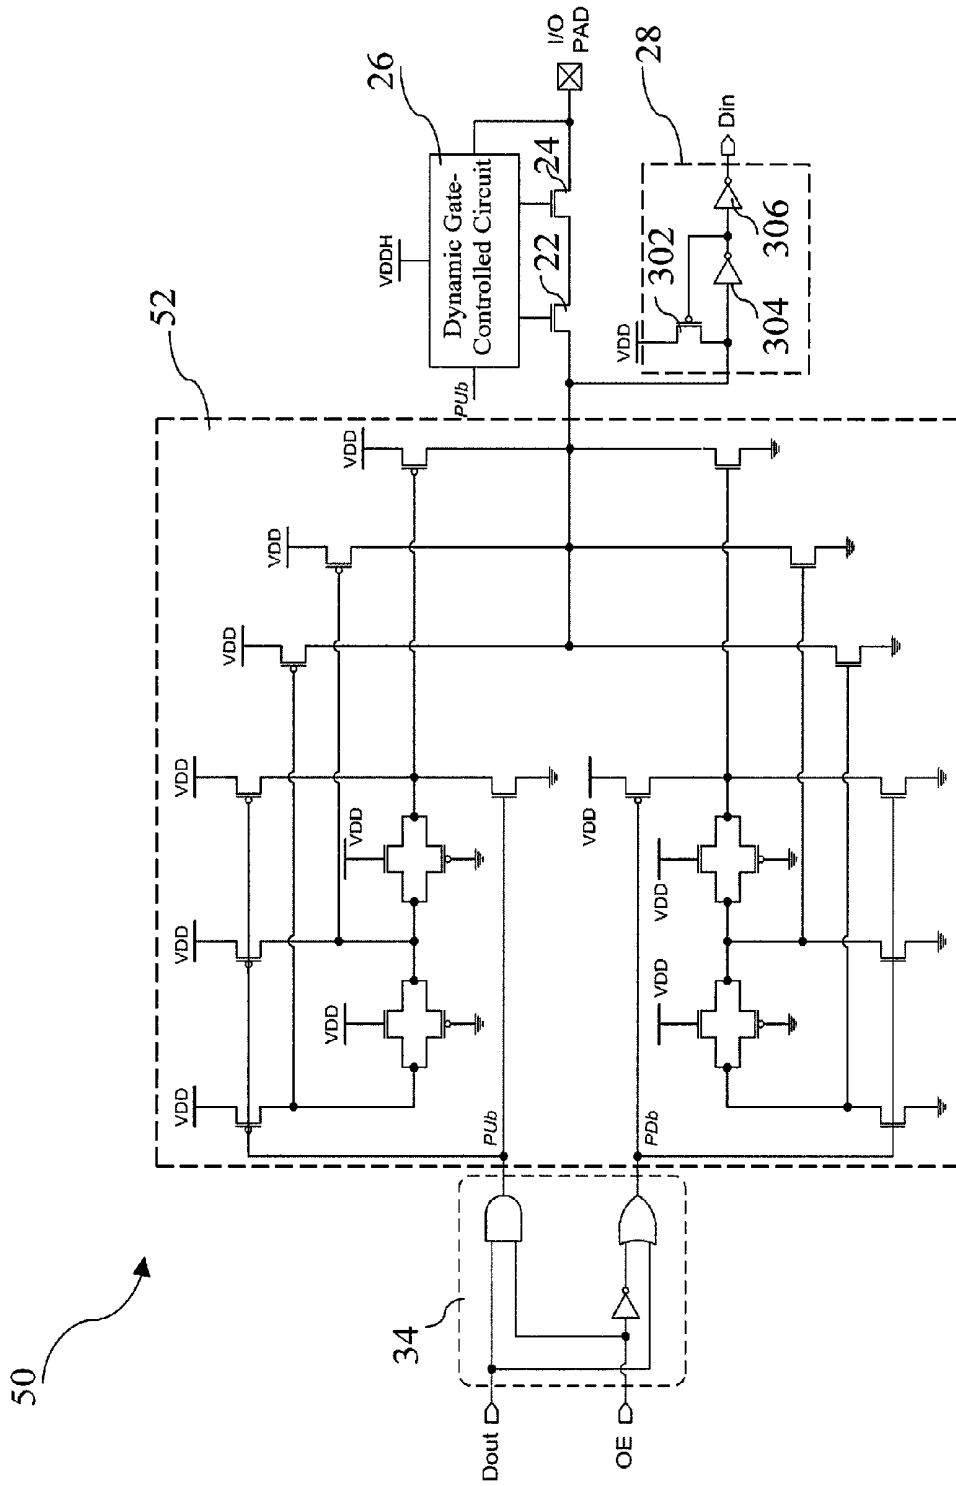 50
52
VDDH
26
Dynamic Gate-
Controlled Circuit
I/O
PAD
PUb
22
24
28
VDD
302
304
306
Din
VDD
VDD
VDD
VDD
VDD
VDD
VDD
VDD
PUb
VDD
VDD
VDD
PDb
34
Dout
OE